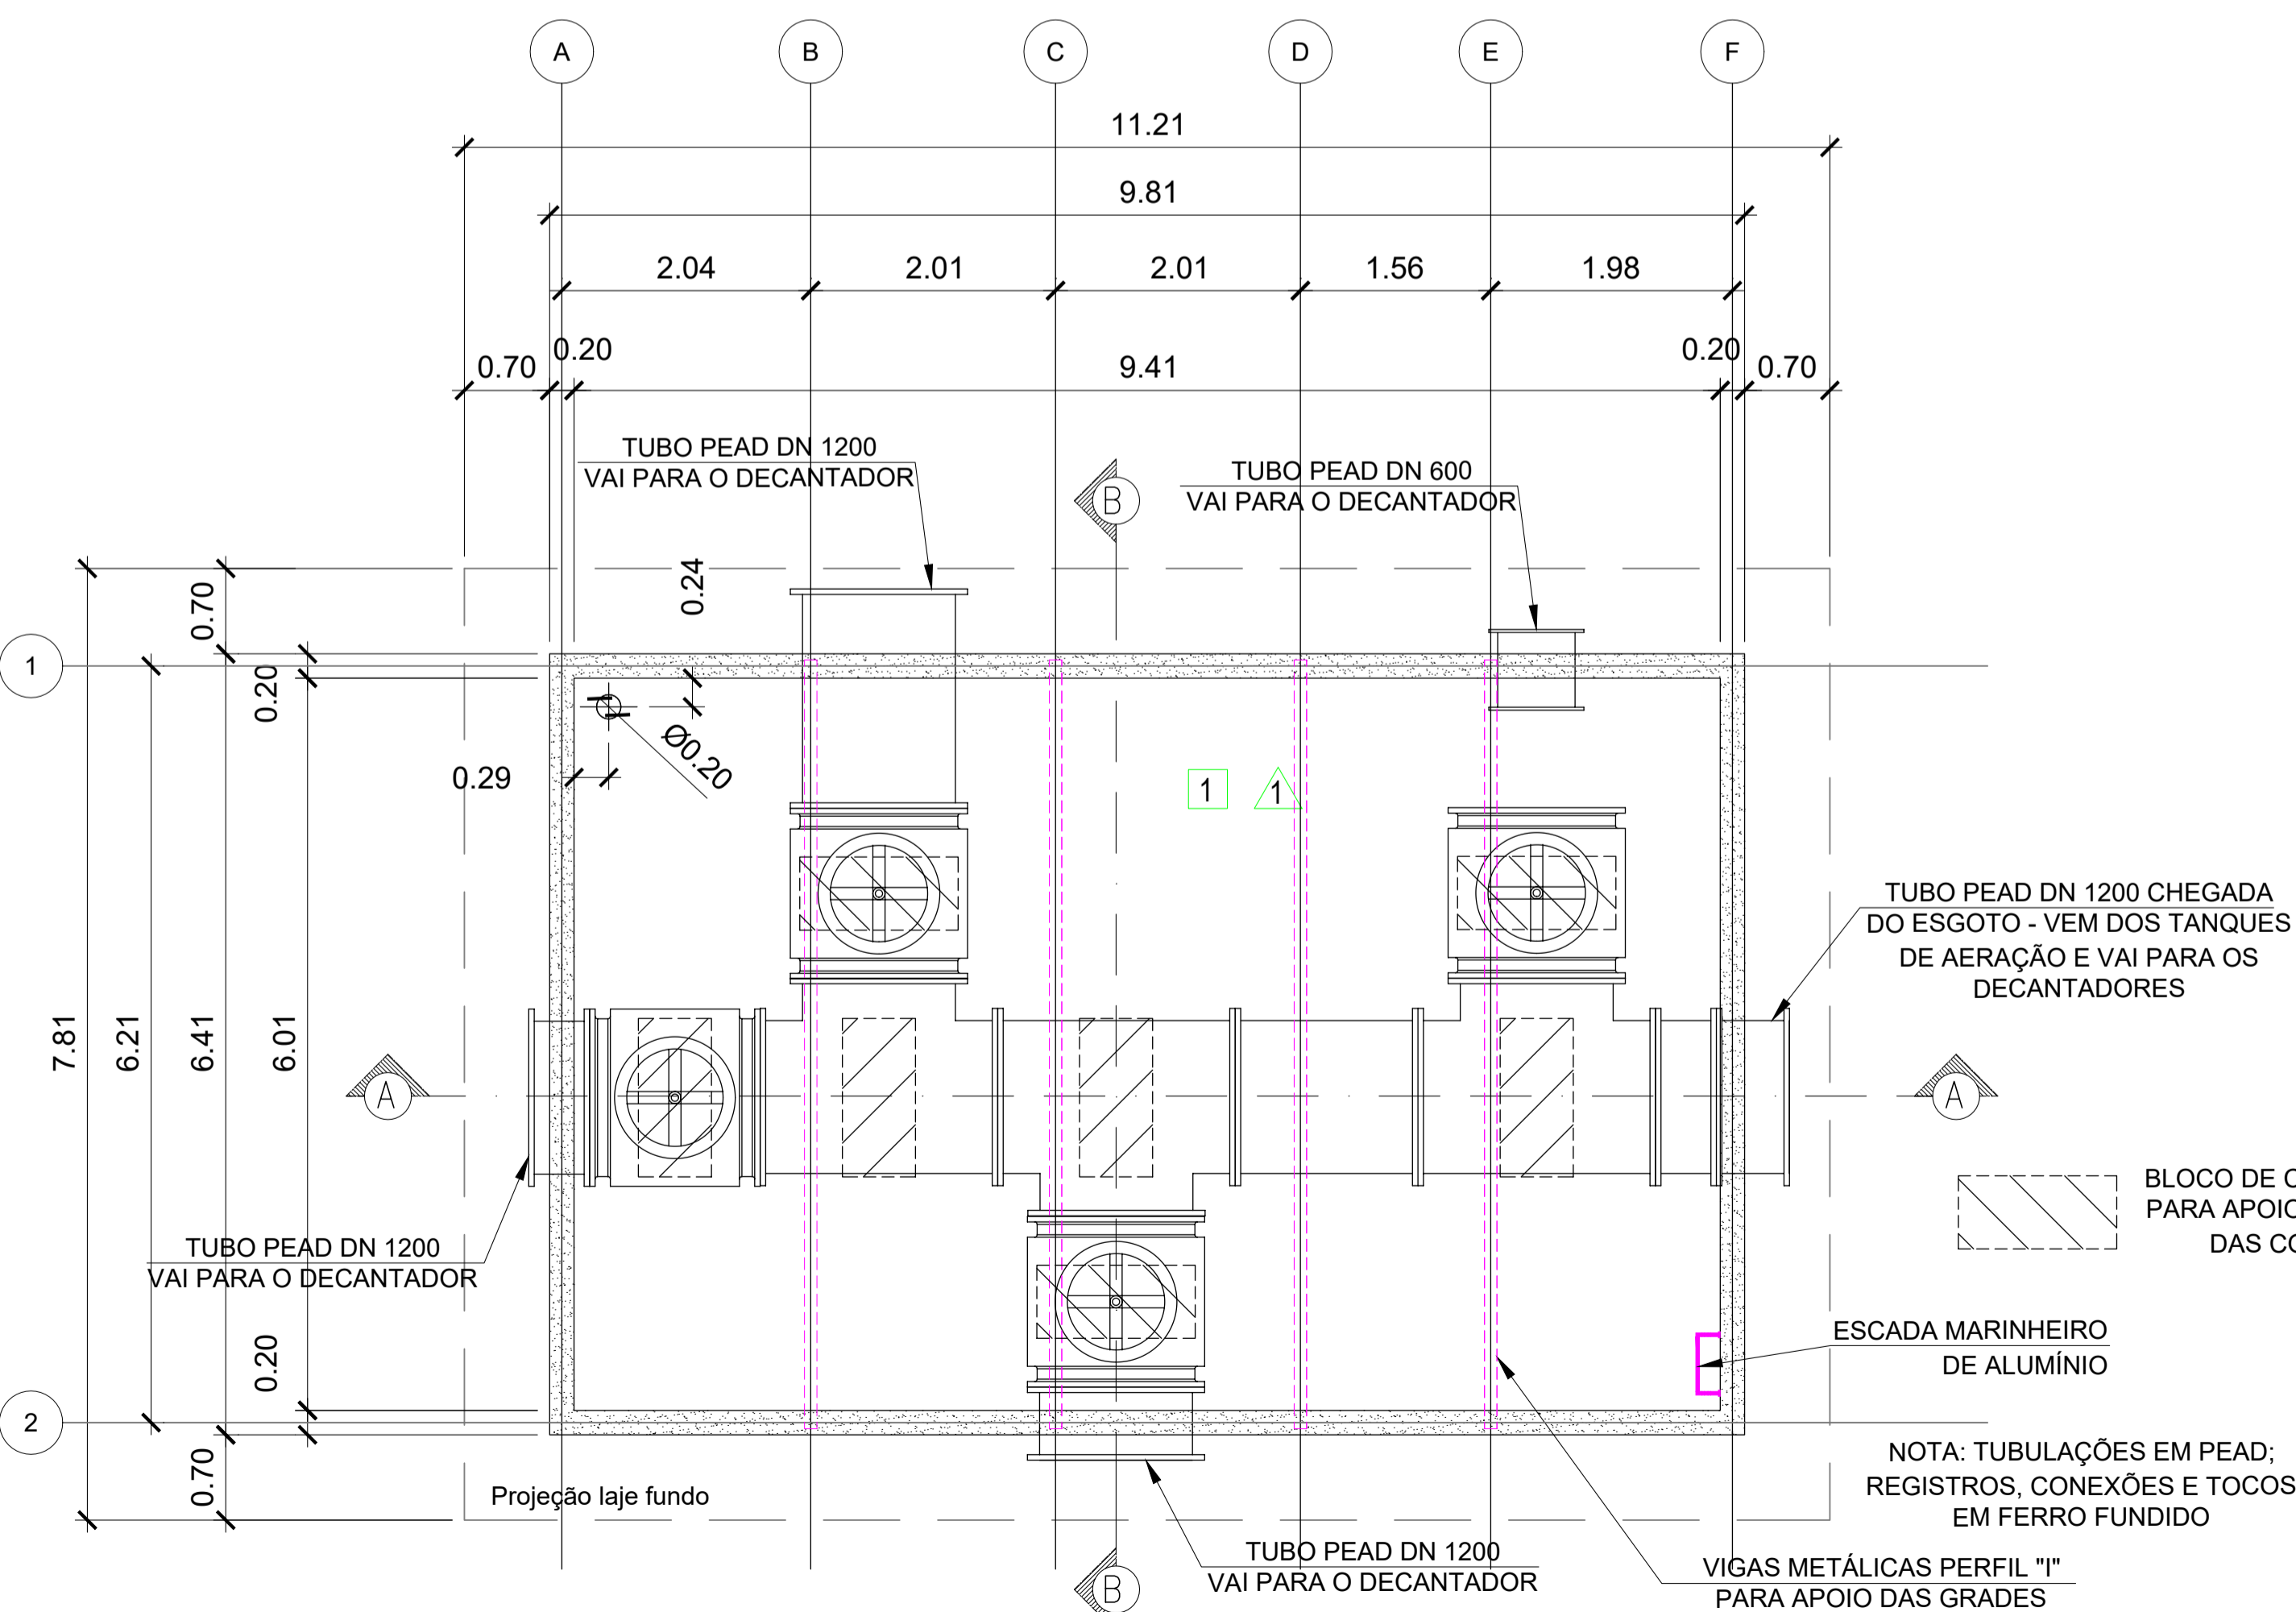 A B C D E F
11.21
9.81
2.04 2.01 2.01 1.56 1.98
0.70 0.20 9.41 0.20 0.70
TUBO PEAD DN 1200
VAI PARA O DECANTADOR
B
TUBO PEAD DN 600
VAI PARA O DECANTADOR
0.70
0.24
1
0.20
0.29
Ø0.20
1 1
TUBO PEAD DN 1200 CHEGADA
DO ESGOTO - VEM DOS TANQUES
DE AERAÇÃO E VAI PARA OS
DECANTADORES
7.81 6.21 6.41 6.01
A A
BLOCO DE
PARA APOIO
DAS
TUBO PEAD DN 1200
VAI PARA O DECANTADOR
ESCADA MARINHEIRO
DE ALUMÍNIO
0.20
2
0.70
Projeção laje fundo
NOTA: TUBULAÇÕES EM PEAD;
REGISTROS, CONEXÕES E TOCOS
EM FERRO FUNDIDO
TUBO PEAD DN 1200
VAI PARA O DECANTADOR
B
VIGAS METÁLICAS PERFIL "I"
PARA APOIO DAS GRADES